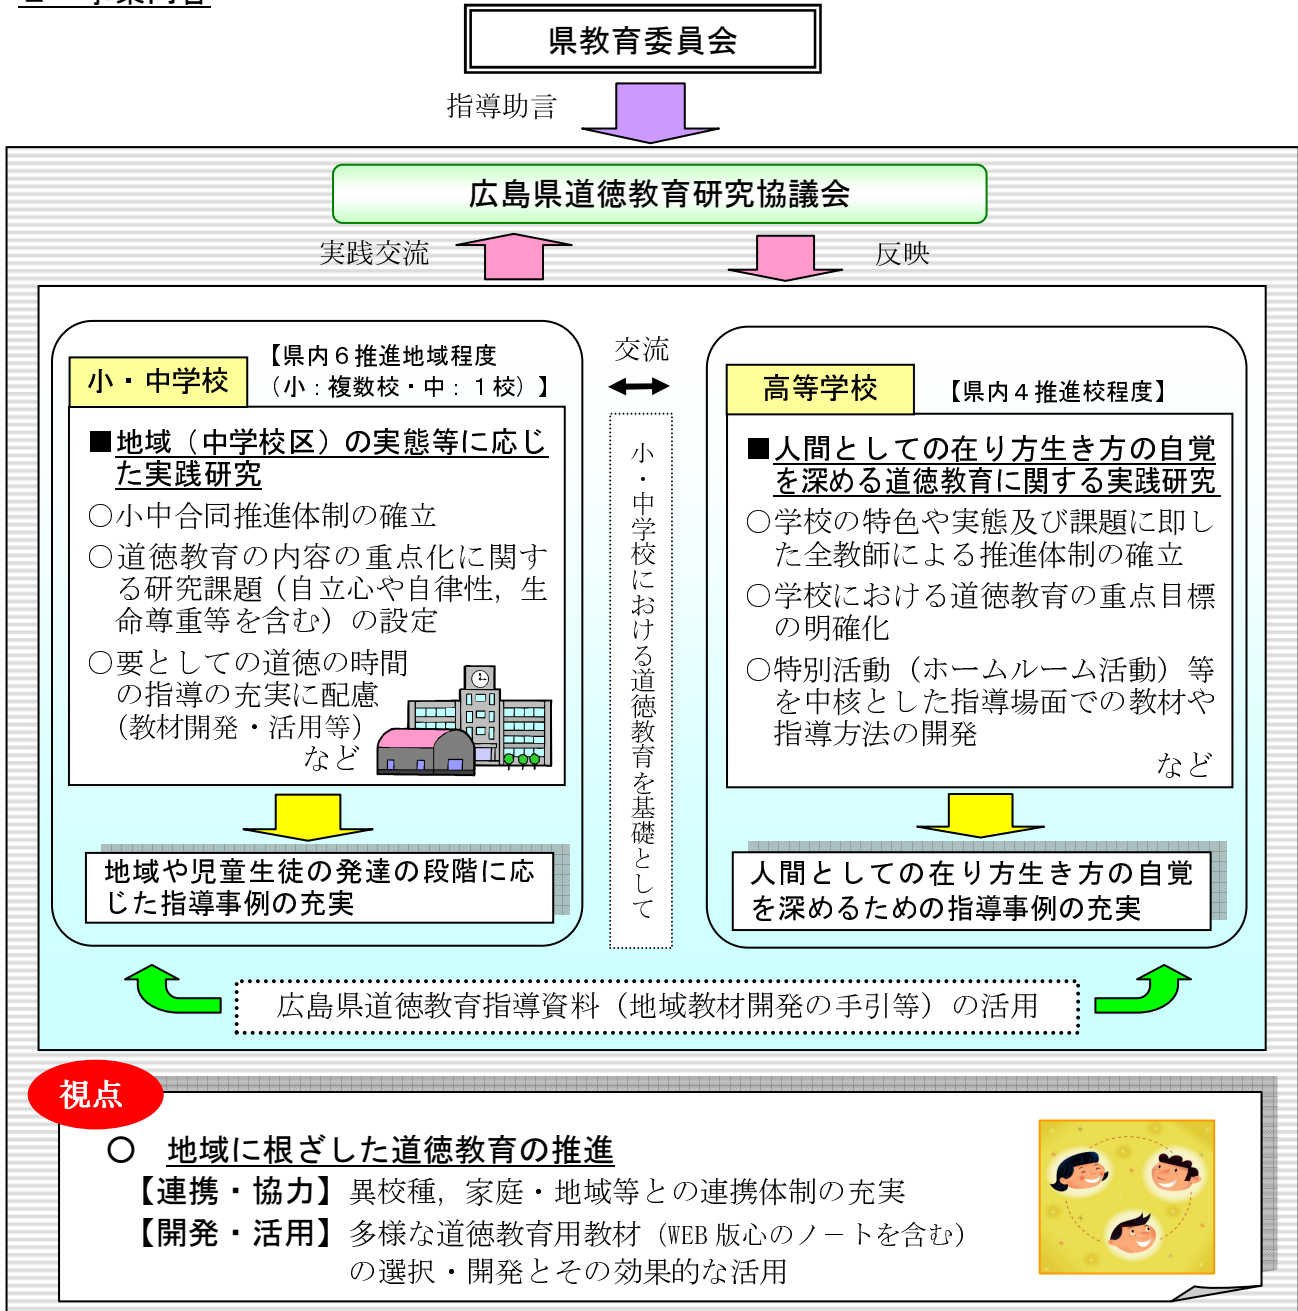 県教育委員会
指導助言
広島県道徳教育研究協議会
実践交流
反映
小・中学校
【県内6推進地域程度
（小：複数校・中：1校）】
■地域（中学校区）の実態等に応じ
た実践研究
○小中合同推進体制の確立
○道徳教育の内容の重点化に関す
る研究課題（自立心や自律性，生
命尊重等を含む）の設定
○要としての道徳の時間
の指導の充実に配慮
（教材開発・活用等）
など
地域や児童生徒の発達の段階に応
じた指導事例の充実
交流
小・中学校における道徳教育を基礎として
高等学校
【県内4推進校程度】
■人間としての在り方生き方の自覚
を深める道徳教育に関する実践研究
○学校の特色や実態及び課題に即し
た全教師による推進体制の確立
○学校における道徳教育の重点目標
の明確化
○特別活動（ホームルーム活動）等
を中核とした指導場面での教材や
指導方法の開発
など
人間としての在り方生き方の自覚
を深めるための指導事例の充実
広島県道徳教育指導資料（地域教材開発の手引等）の活用
視点
○　地域に根ざした道徳教育の推進
【連携・協力】異校種，家庭・地域等との連携体制の充実
【開発・活用】多様な道徳教育用教材（WEB版心のノートを含む）
の選択・開発とその効果的な活用